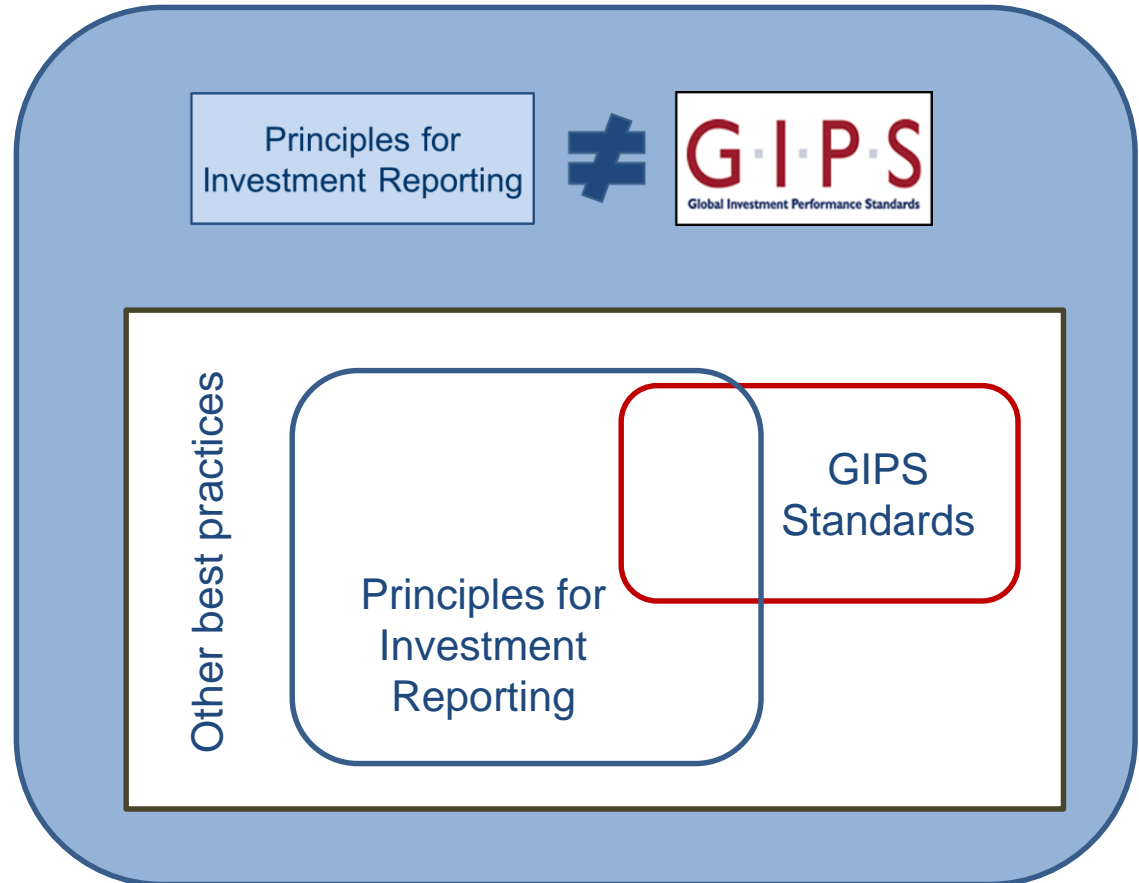 Principles for
Investment Reporting
≠
G·I·P·S
Global Investment Performance Standards
Other best practices
GIPS
Standards
Principles for
Investment
Reporting